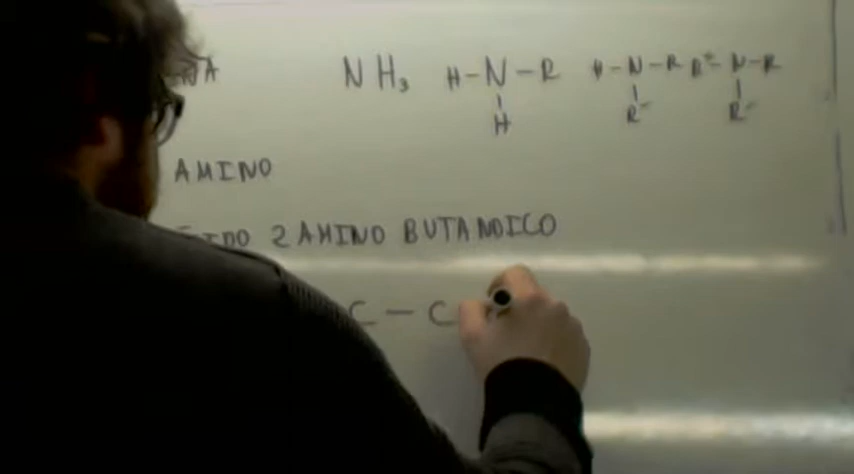 NH₃ H-N-R H-N-R R"-N-R
H R' R'
AMINO
2 AMINO BUTANOICO
C - C